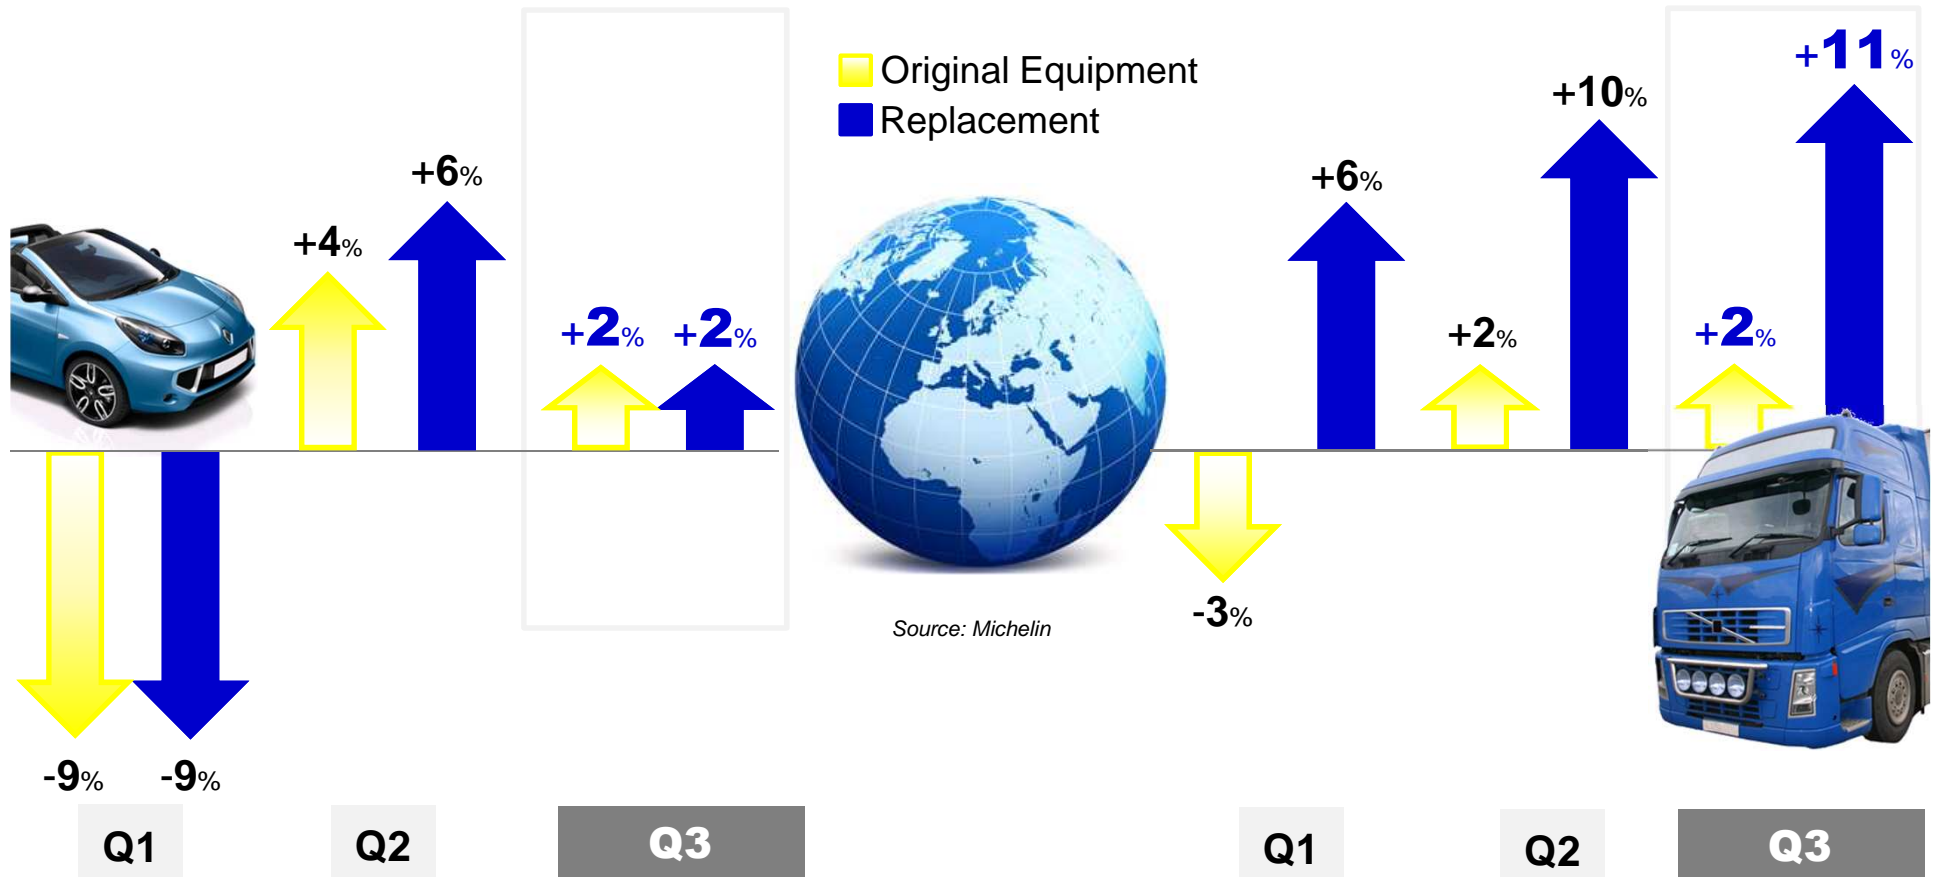 Original Equipment
Replacement
+4%
+6%
+2%
+2%
-9%
-9%
Q1
Q2
Q3
Source: Michelin
-3%
+6%
+2%
+10%
+2%
+11%
Q1
Q2
Q3